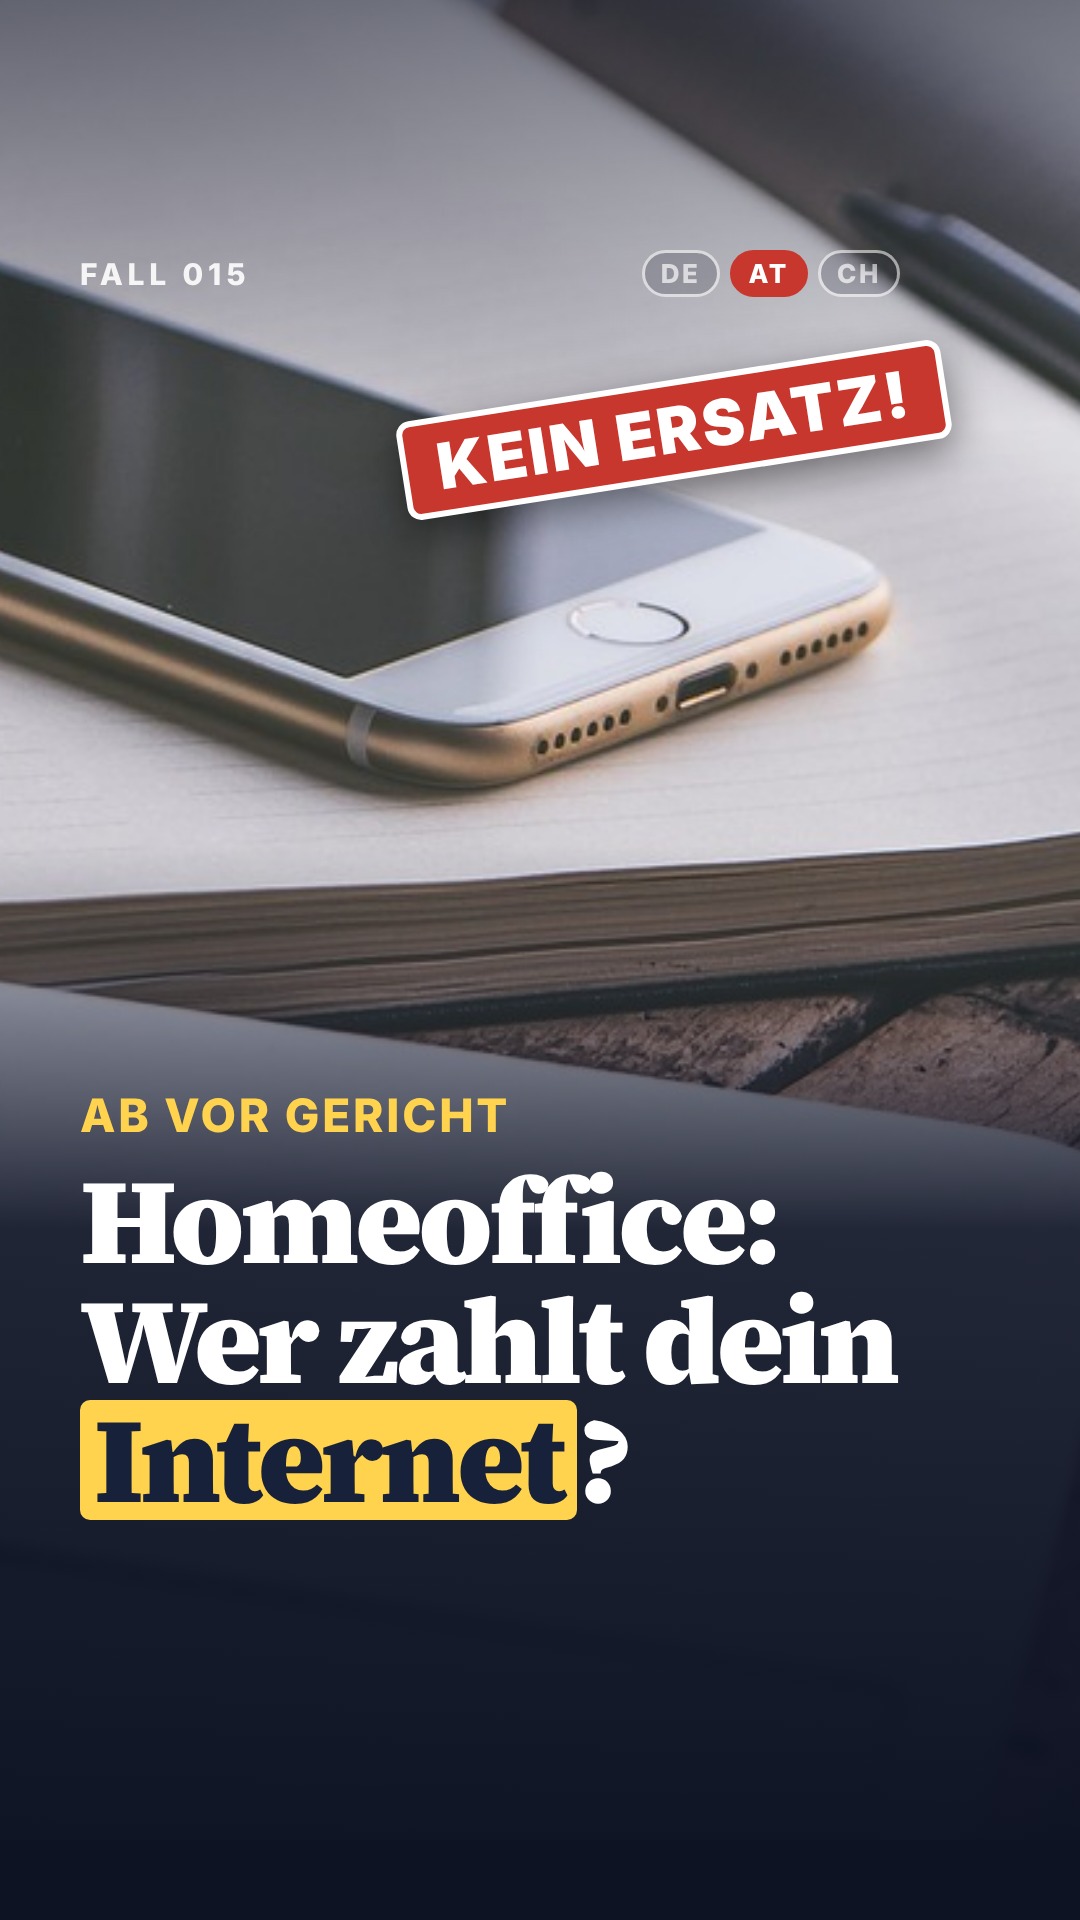 FALL 015
DE AT CH
KEIN ERSATZ!
AB VOR GERICHT
Homeoffice:
Wer zahlt dein
Internet?